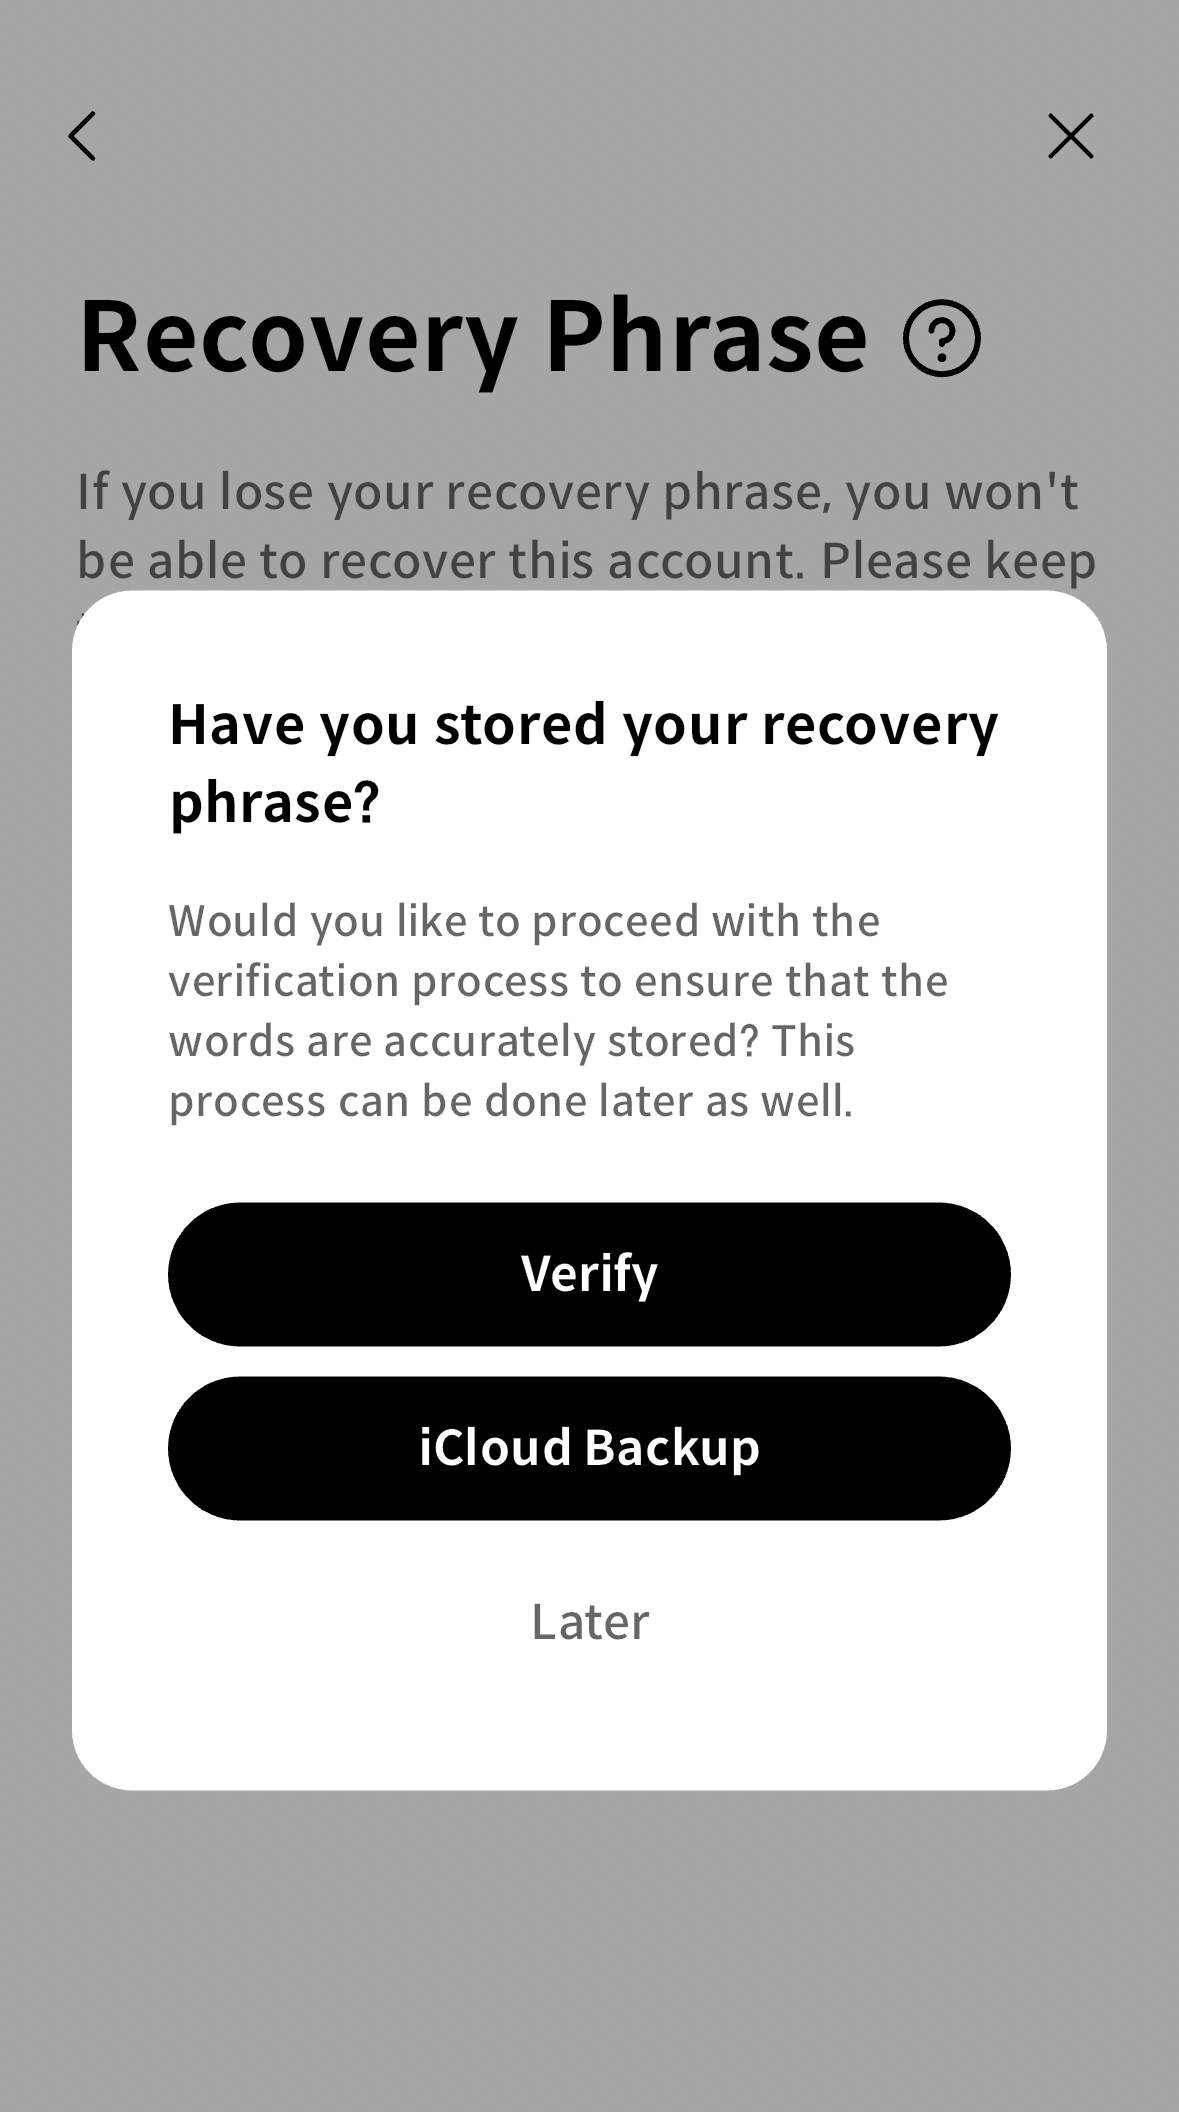 Recovery Phrase
If you lose your recovery phrase, you won't
be able to recover this account. Please keep
Have you stored your recovery
phrase?
Would you like to proceed with the
verification process to ensure that the
words are accurately stored? This
process can be done later as well.
Verify
iCloud Backup
Later